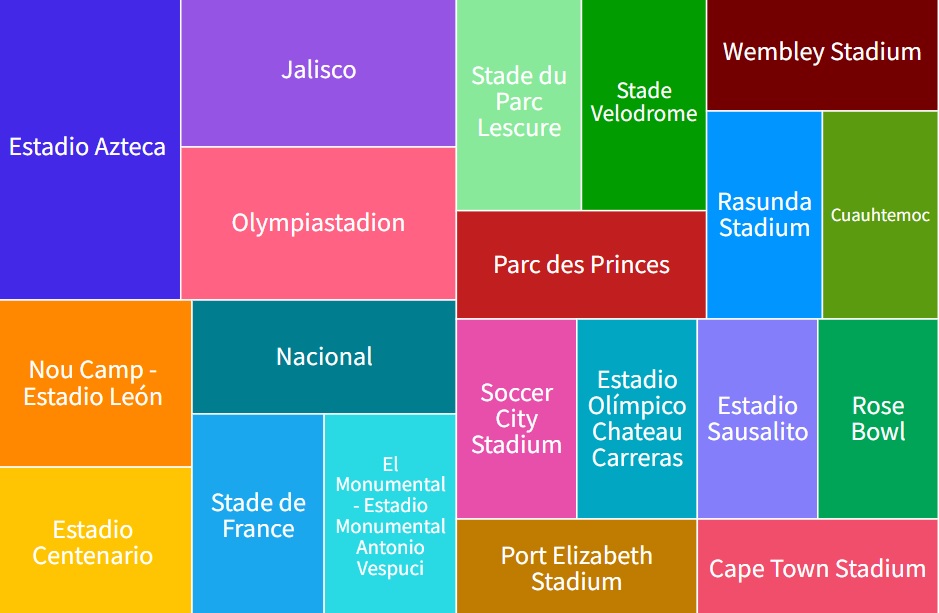 Estadio Azteca
Jalisco
Olympiastadion
Nou Camp -
Estadio León
Estadio
Centenario
Nacional
Stade de
France
El
Monumental
- Estadio
Monumental
Antonio
Vespuci
Stade du
Parc
Lescure
Stade
Velodrome
Parc des Princes
Wembley Stadium
Rasunda
Stadium
Cuauhtemoc
Soccer
City
Stadium
Estadio
Olímpico
Chateau
Carreras
Estadio
Sausalito
Rose
Bowl
Port Elizabeth
Stadium
Cape Town Stadium